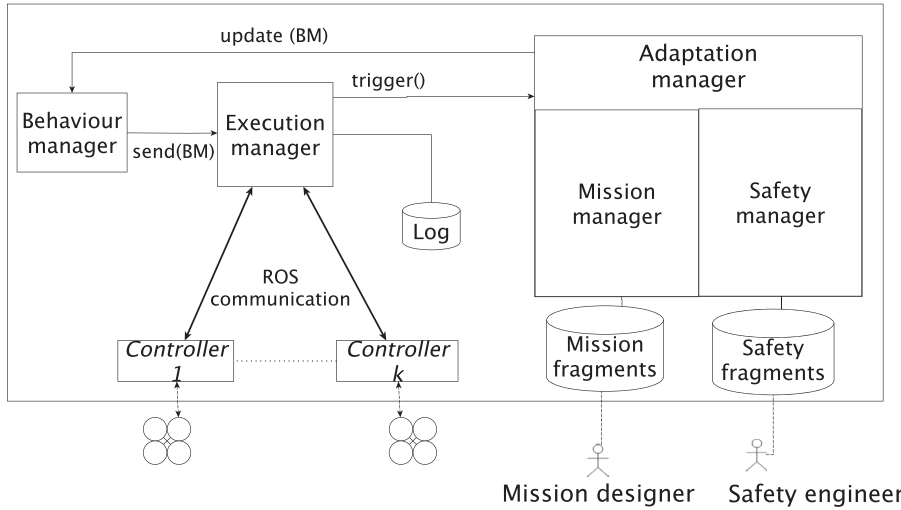 update (BM)
Adaptation
manager
trigger()
Behaviour
manager
send(BM)
Execution
manager
Mission
manager
Safety
manager
Log
ROS
communication
Controller
1
Controller
k
Mission
fragments
Safety
fragments
Mission designer
Safety engineer